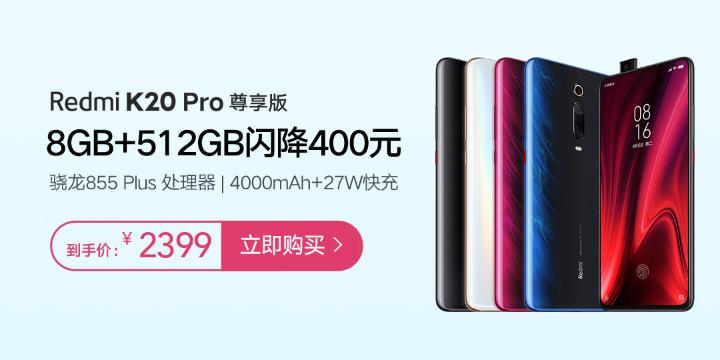 Redmi K20 Pro 尊享版
8GB+512GB闪降400元
骁龙855 Plus 处理器 | 4000mAh+27W快充
到手价：¥2399 立即购买 >
Redmi
08
16